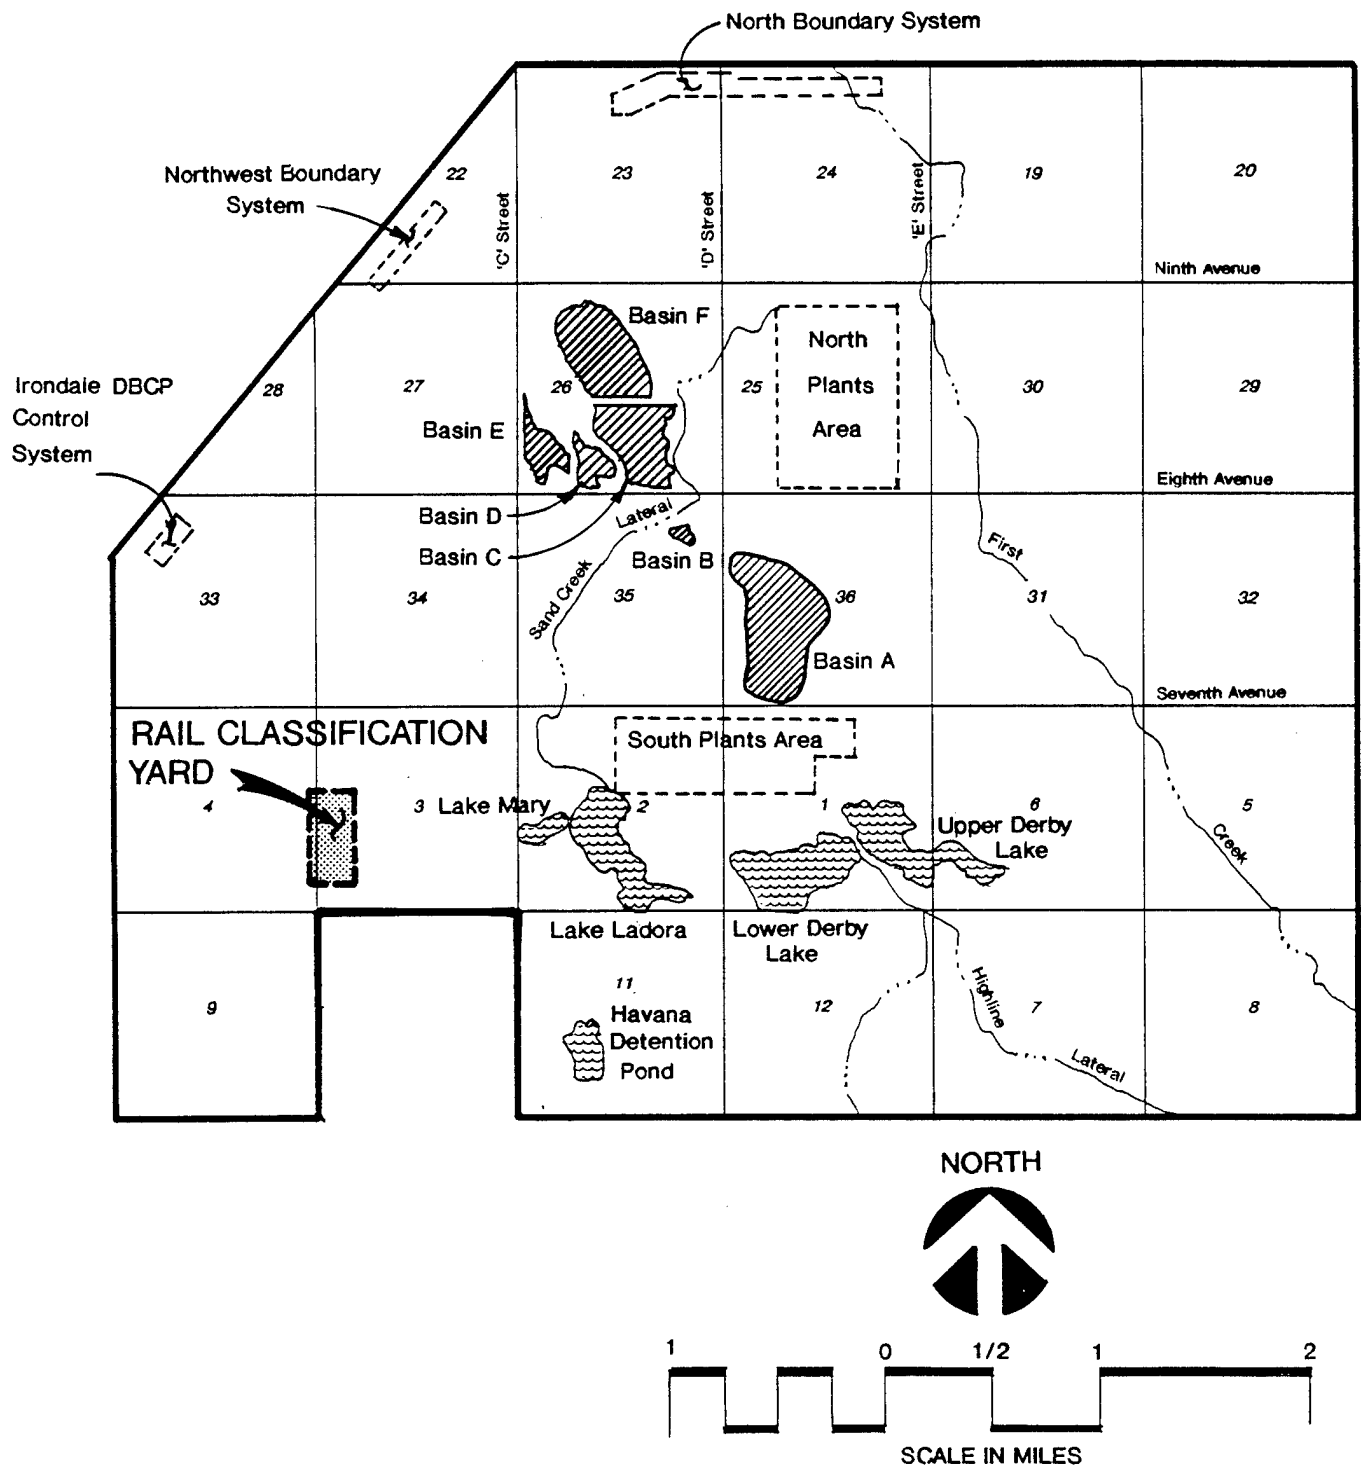 North Boundary System
Northwest Boundary
System
22
23
24
19
20
'C' Street
'D' Street
'E' Street
Ninth Avenue
Basin F
North
Plants
Area
Irondale DBCP
Control
System
28
27
26
25
30
29
Basin E
Eighth Avenue
Basin D
Lateral
Basin C
Basin B
First
Sand Creek
33
34
35
36
31
32
Basin A
Seventh Avenue
RAIL CLASSIFICATION
YARD
South Plants Area
4
3
Lake Mary
2
1
6
5
Upper Derby
Lake
Creek
Lake Ladora
Lower Derby
Lake
9
11
12
Highline
7
8
Havana
Detention
Pond
Lateral
NORTH
1 0 1/2 1 2
SCALE IN MILES